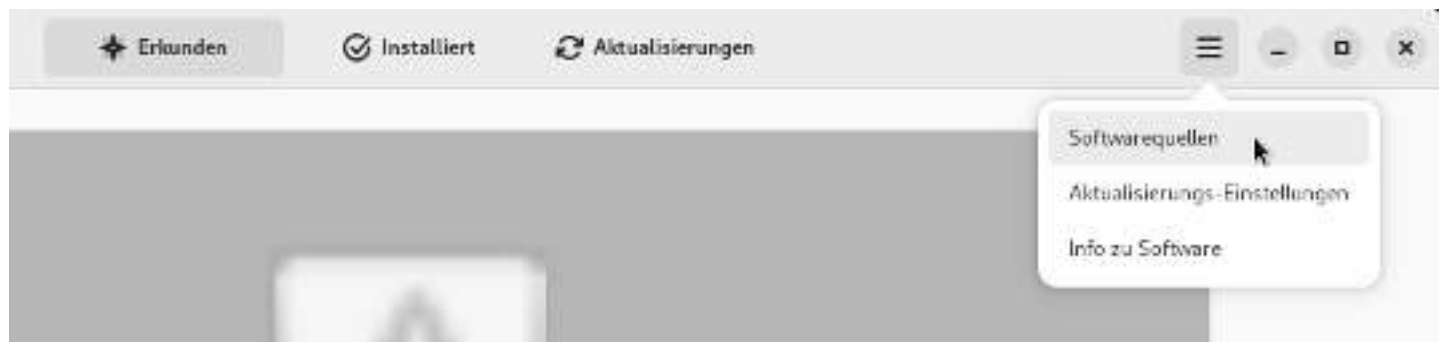 Erkunden
Installiert
Aktualisierungen
Softwarequellen
Aktualisierungs-Einstellungen
Info zu Software